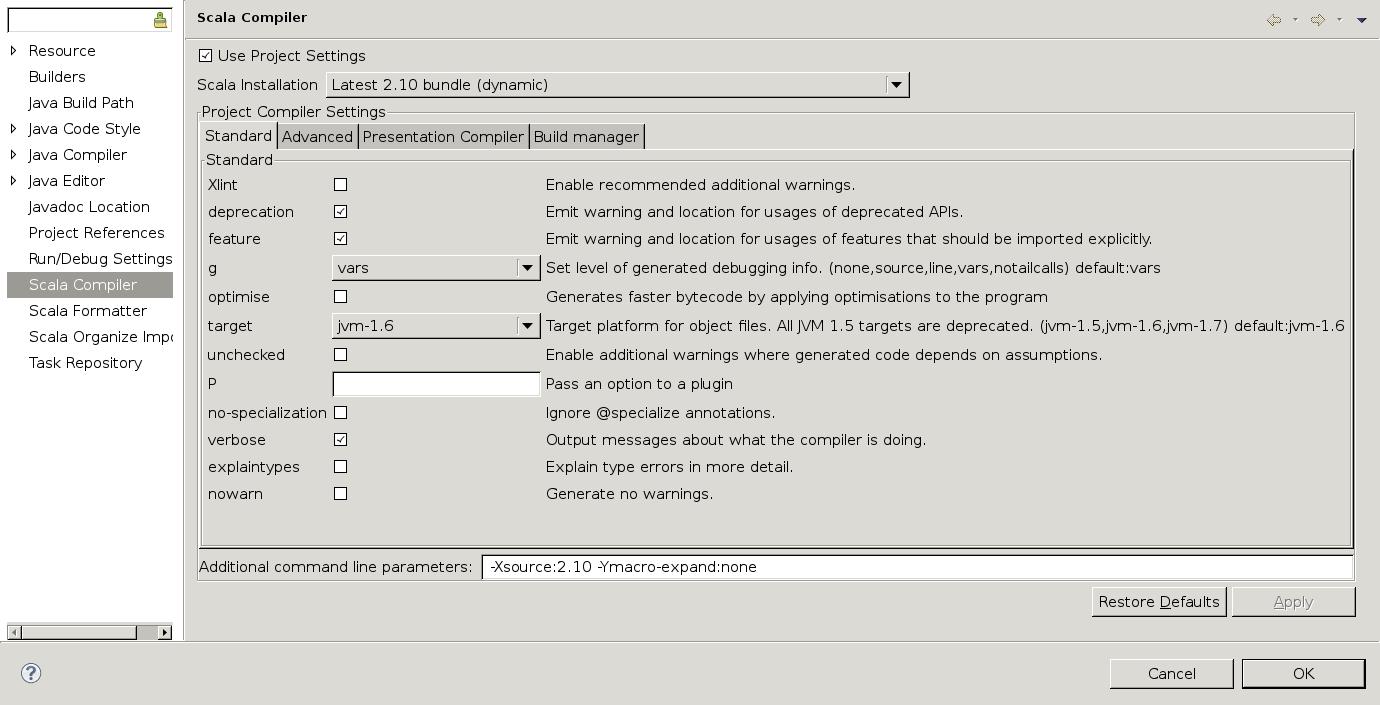 Scala Compiler
Resource
Builders
Java Build Path
Java Code Style
Java Compiler
Java Editor
Javadoc Location
Project References
Run/Debug Settings
Scala Compiler
Scala Formatter
Scala Organize Impo
Task Repository
Use Project Settings
Scala Installation Latest 2.10 bundle (dynamic)
Project Compiler Settings
Standard Advanced Presentation Compiler Build manager
Standard
Xlint Enable recommended additional warnings.
deprecation Emit warning and location for usages of deprecated APIs.
feature Emit warning and location for usages of features that should be imported explicitly.
g vars Set level of generated debugging info. (none,source,line,vars,notailcalls) default:vars
optimise Generates faster bytecode by applying optimisations to the program
target jvm-1.6 Target platform for object files. All JVM 1.5 targets are deprecated. (jvm-1.5,jvm-1.6,jvm-1.7) default:jvm-1.6
unchecked Enable additional warnings where generated code depends on assumptions.
P Pass an option to a plugin
no-specialization Ignore @specialize annotations.
verbose Output messages about what the compiler is doing.
explaintypes Explain type errors in more detail.
nowarn Generate no warnings.
Additional command line parameters: -Xsource:2.10 -Ymacro-expand:none
Restore Defaults Apply
? Cancel OK